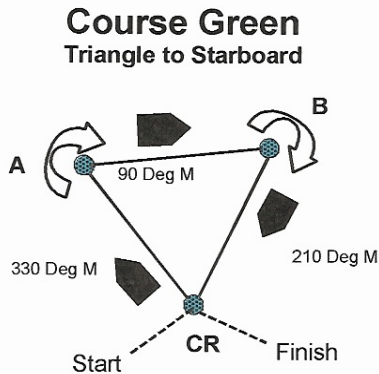 Course Green
Triangle to Starboard
B
A
90 Deg M
210 Deg M
330 Deg M
CR
Finish
Start